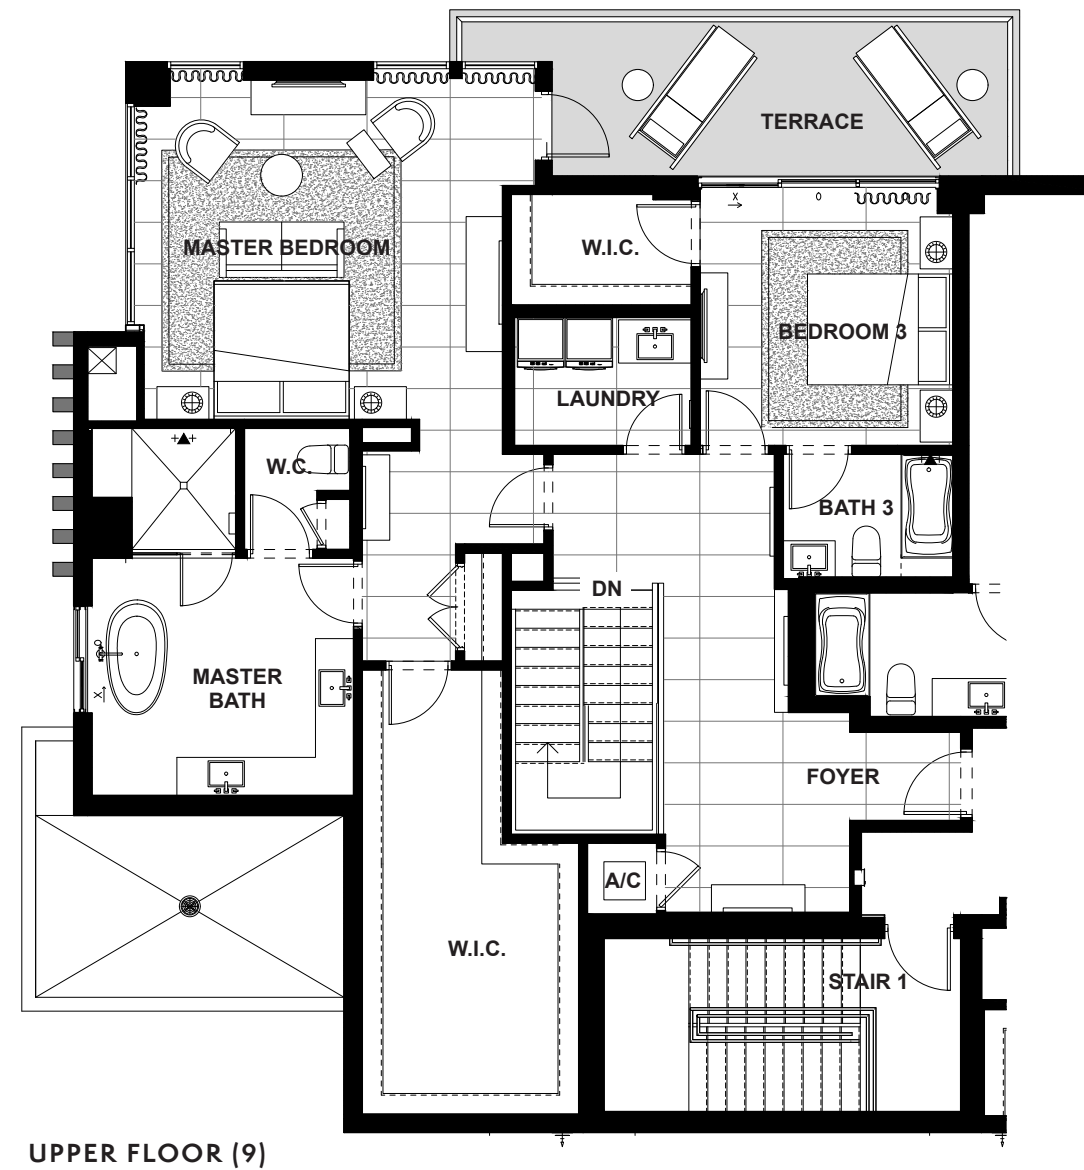 TERRACE
MASTER BEDROOM
W.I.C.
X
BEDROOM 3
LAUNDRY
W.C.
BATH 3
DN
MASTER
BATH
X
FOYER
A/C
W.I.C.
STAIR 1
UPPER FLOOR (9)